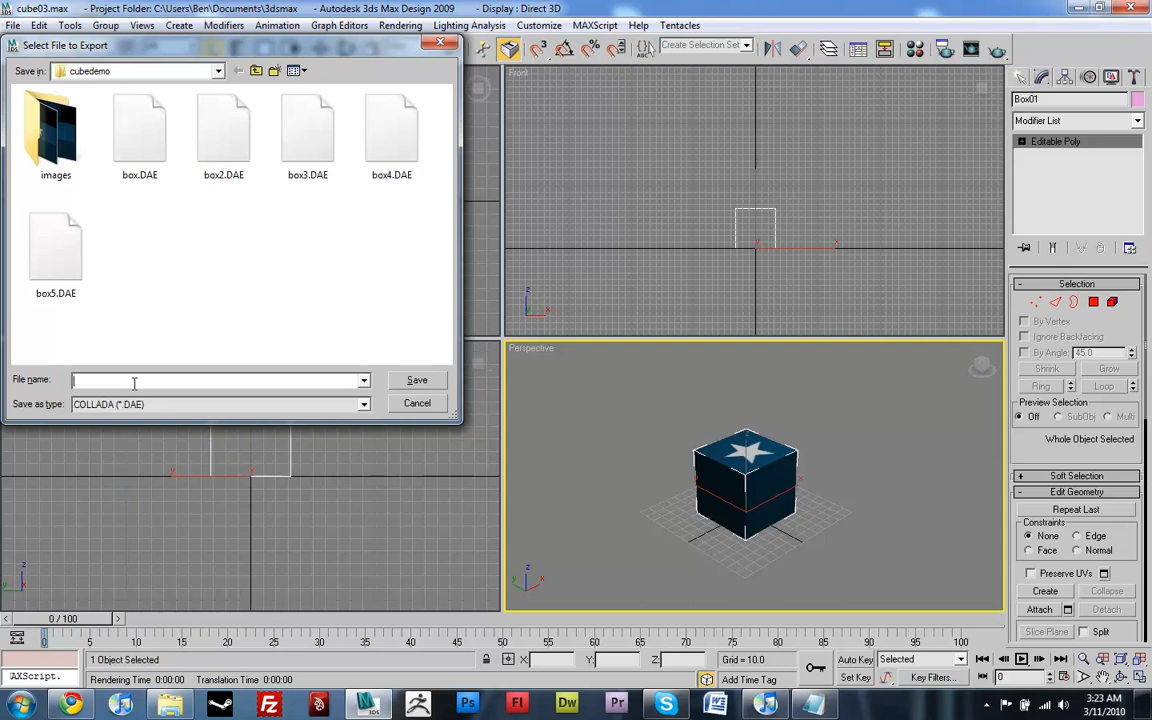 cube03.max - Project Folder: C:\Users\Ben\Documents\3dsmax - Autodesk 3ds Max Design 2009 - Display : Direct 3D
File Edit Tools Group Views Create Modifiers Animation Graph Editors Rendering Lighting Analysis Customize MAXScript Help Tentacles
Select File to Export
Create Selection Set
Save in: cubedemo
images box.DAE box2.DAE box3.DAE box4.DAE
box5.DAE
File name: Save
Save as type: COLLADA (*.DAE) Cancel
Front
z
x
y x
Perspective
z
y x
y x
z
y x
Box01
Modifier List
Editable Poly
Selection
By Vertex
Ignore Backfacing
By Angle: 45.0
Shrink Grow
Ring Loop
Preview Selection
Off SubObj Multi
Whole Object Selected
Soft Selection
Edit Geometry
Repeat Last
Constraints
None Edge
Face Normal
Preserve UVs
Create Collapse
Attach Detach
Slice Plane Split
0 / 100
0 5 10 15 20 25 30 35 40 45 50 55 60 65 70 75 80 85 90 95 100
1 Object Selected X: Y: Z: Grid = 10.0 Auto Key Selected
AXScript. Rendering Time 0:00:00 Translation Time 0:00:00 Add Time Tag Set Key Key Filters... 0
Ps Fl Dw Pr
3:23 AM
3/11/2010